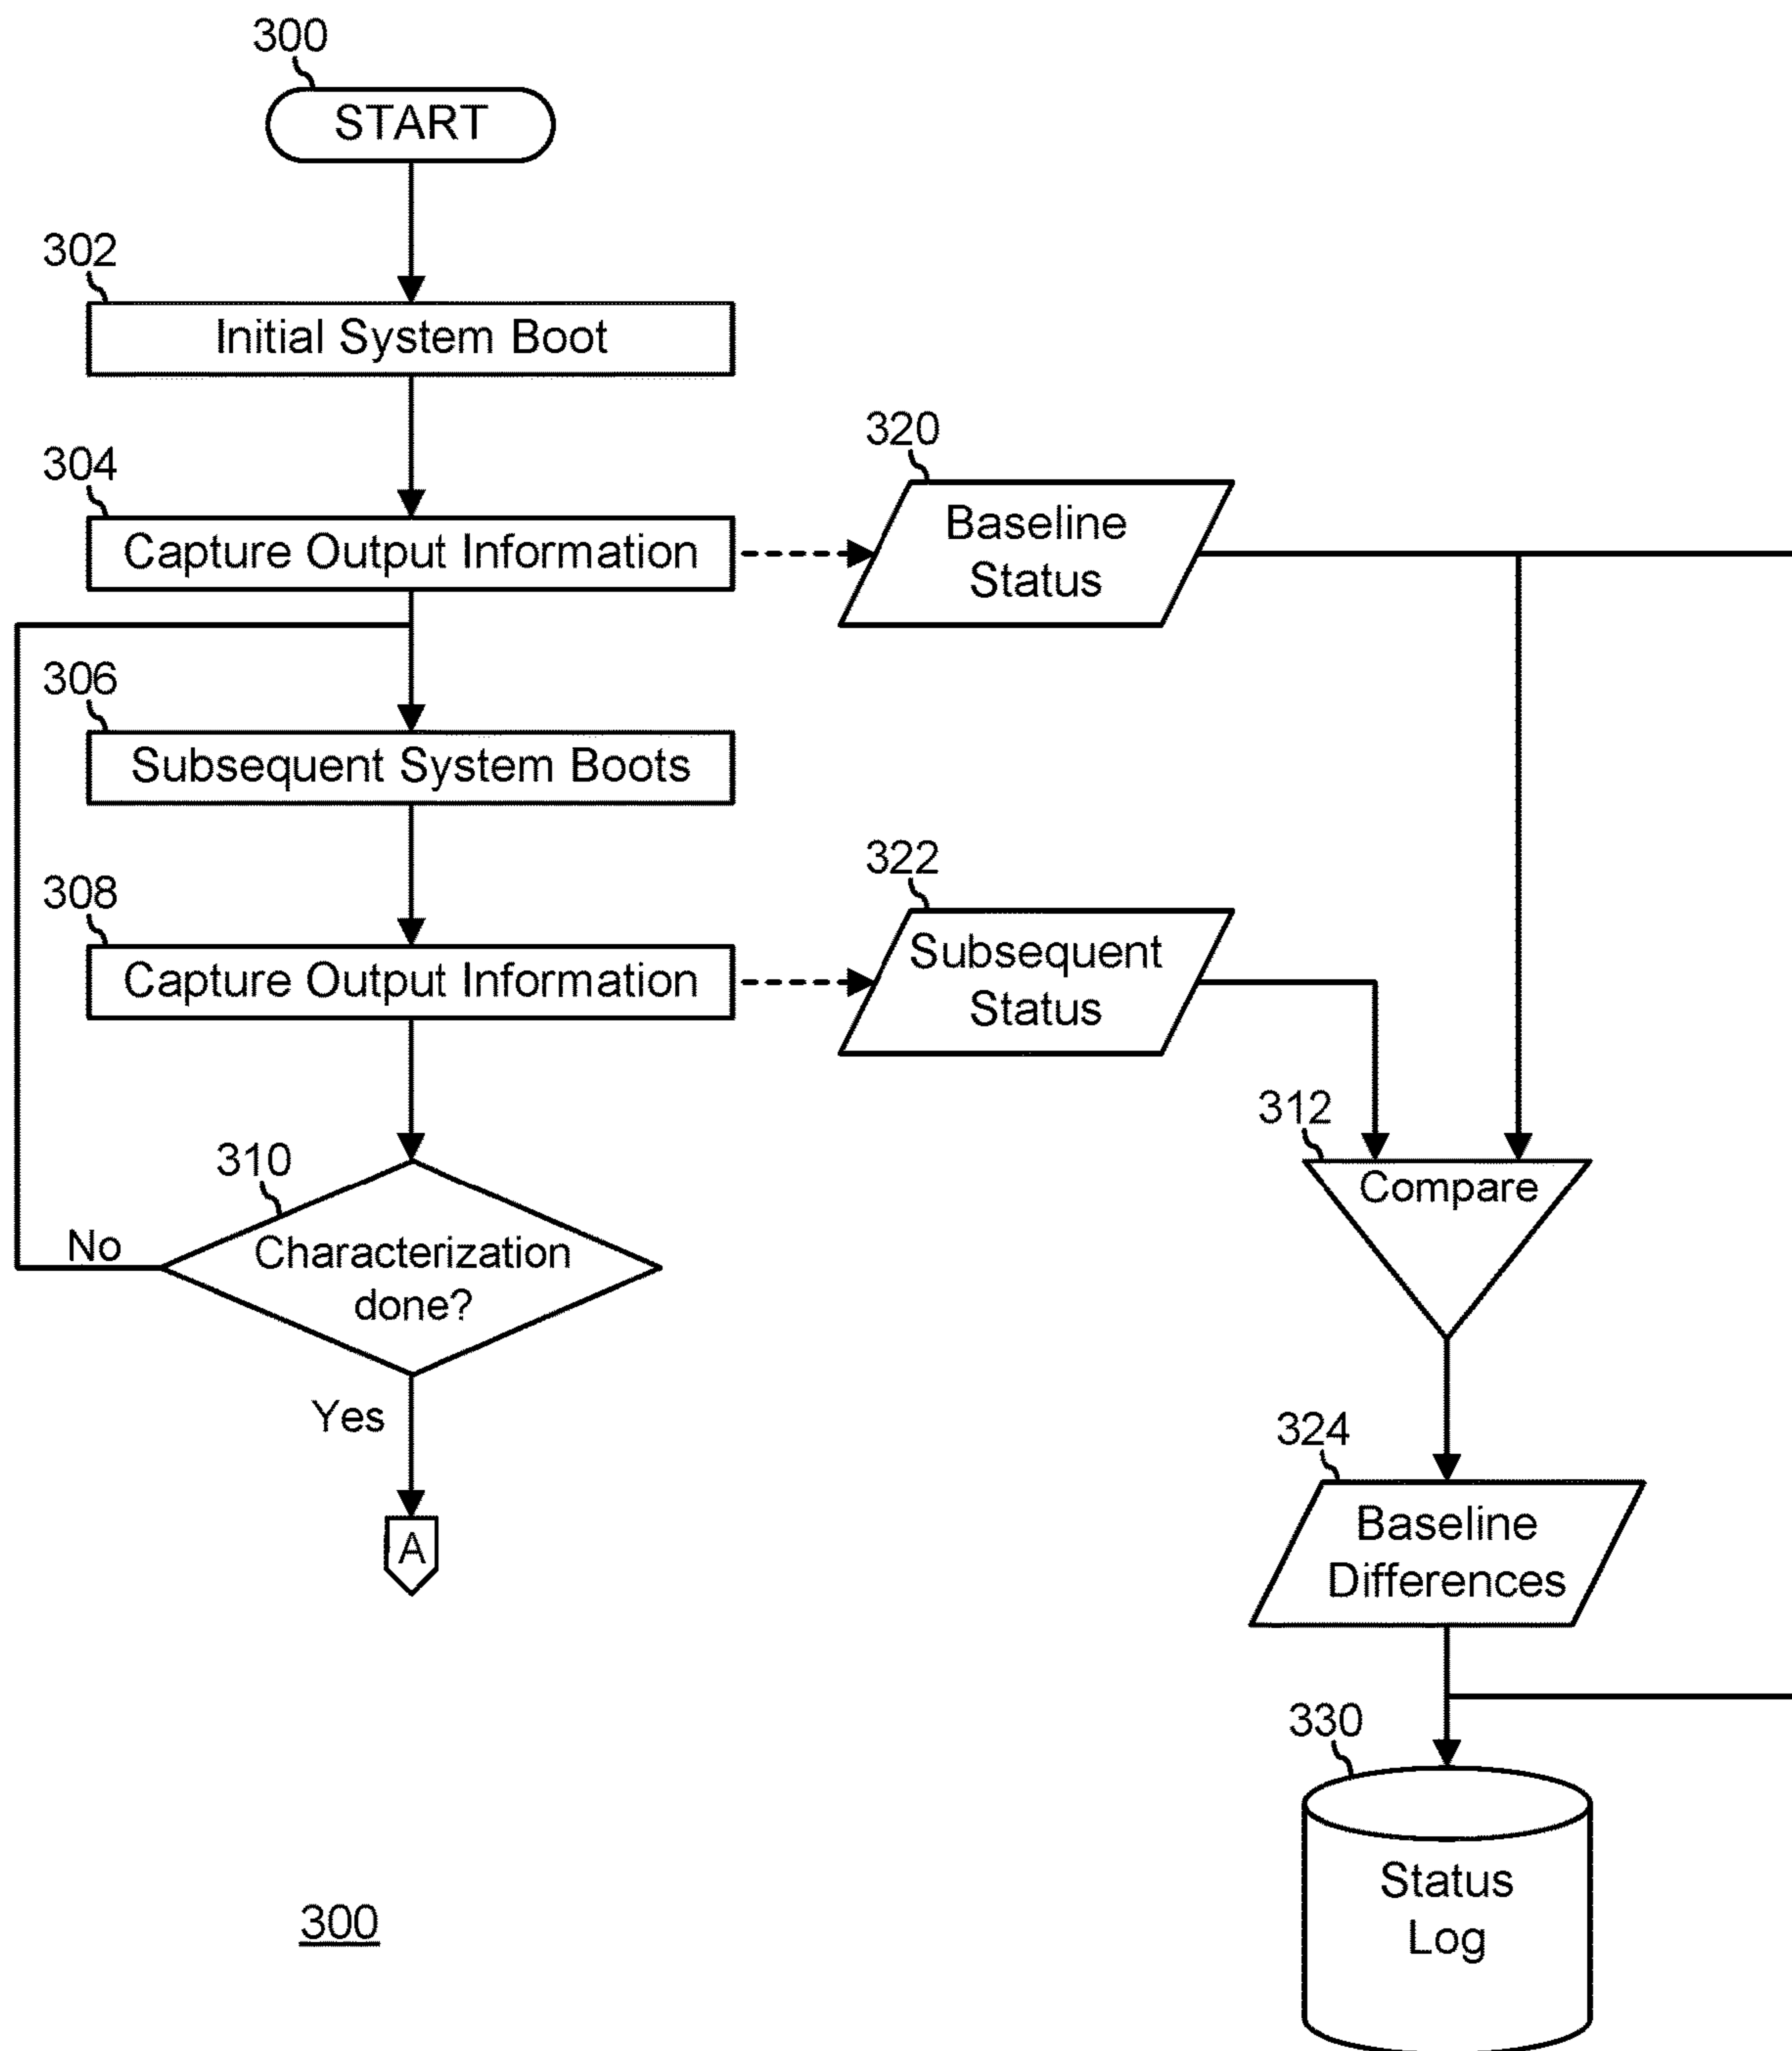 300
START
302
Initial System Boot
304
Capture Output Information
320
Baseline
Status
306
Subsequent System Boots
308
Capture Output Information
322
Subsequent
Status
312
Compare
310
Characterization
done?
No
Yes
A
324
Baseline
Differences
330
Status
Log
300